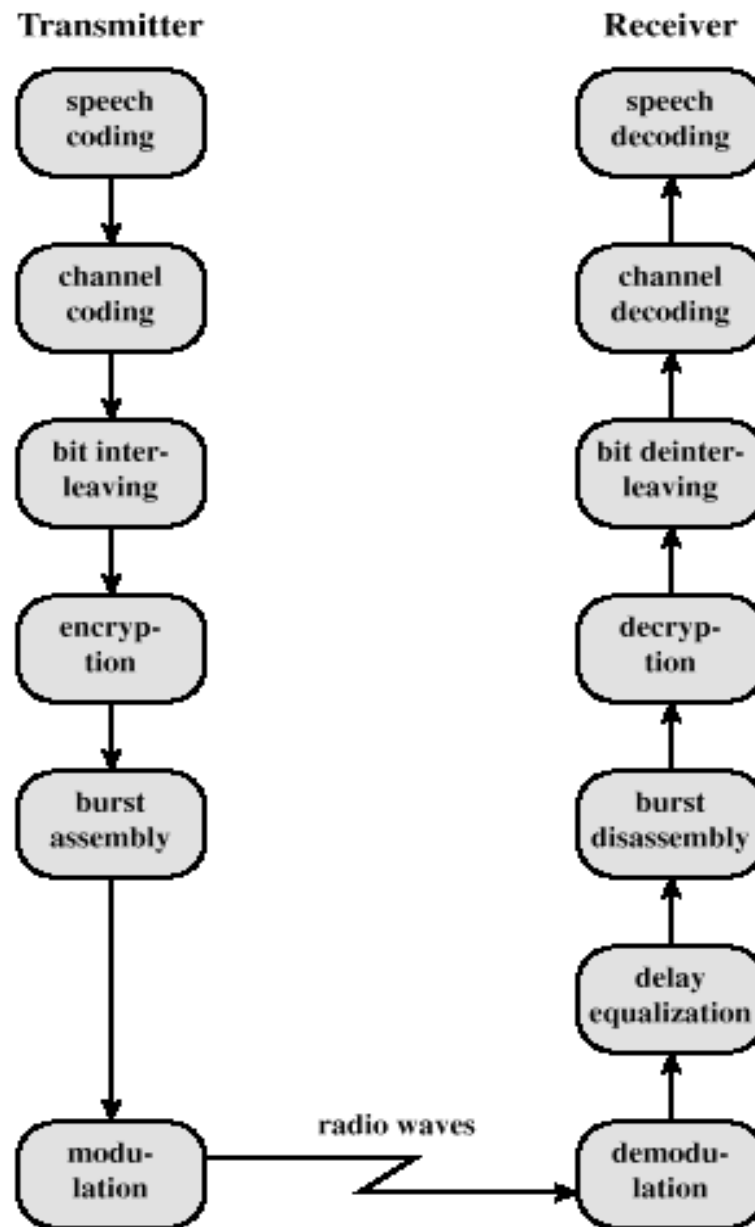 Transmitter
speech
coding
channel
coding
bit inter-
leaving
encryp-
tion
burst
assembly
modu-
lation
radio waves
Receiver
speech
decoding
channel
decoding
bit deinter-
leaving
decryp-
tion
burst
disassembly
delay
equalization
demodu-
lation